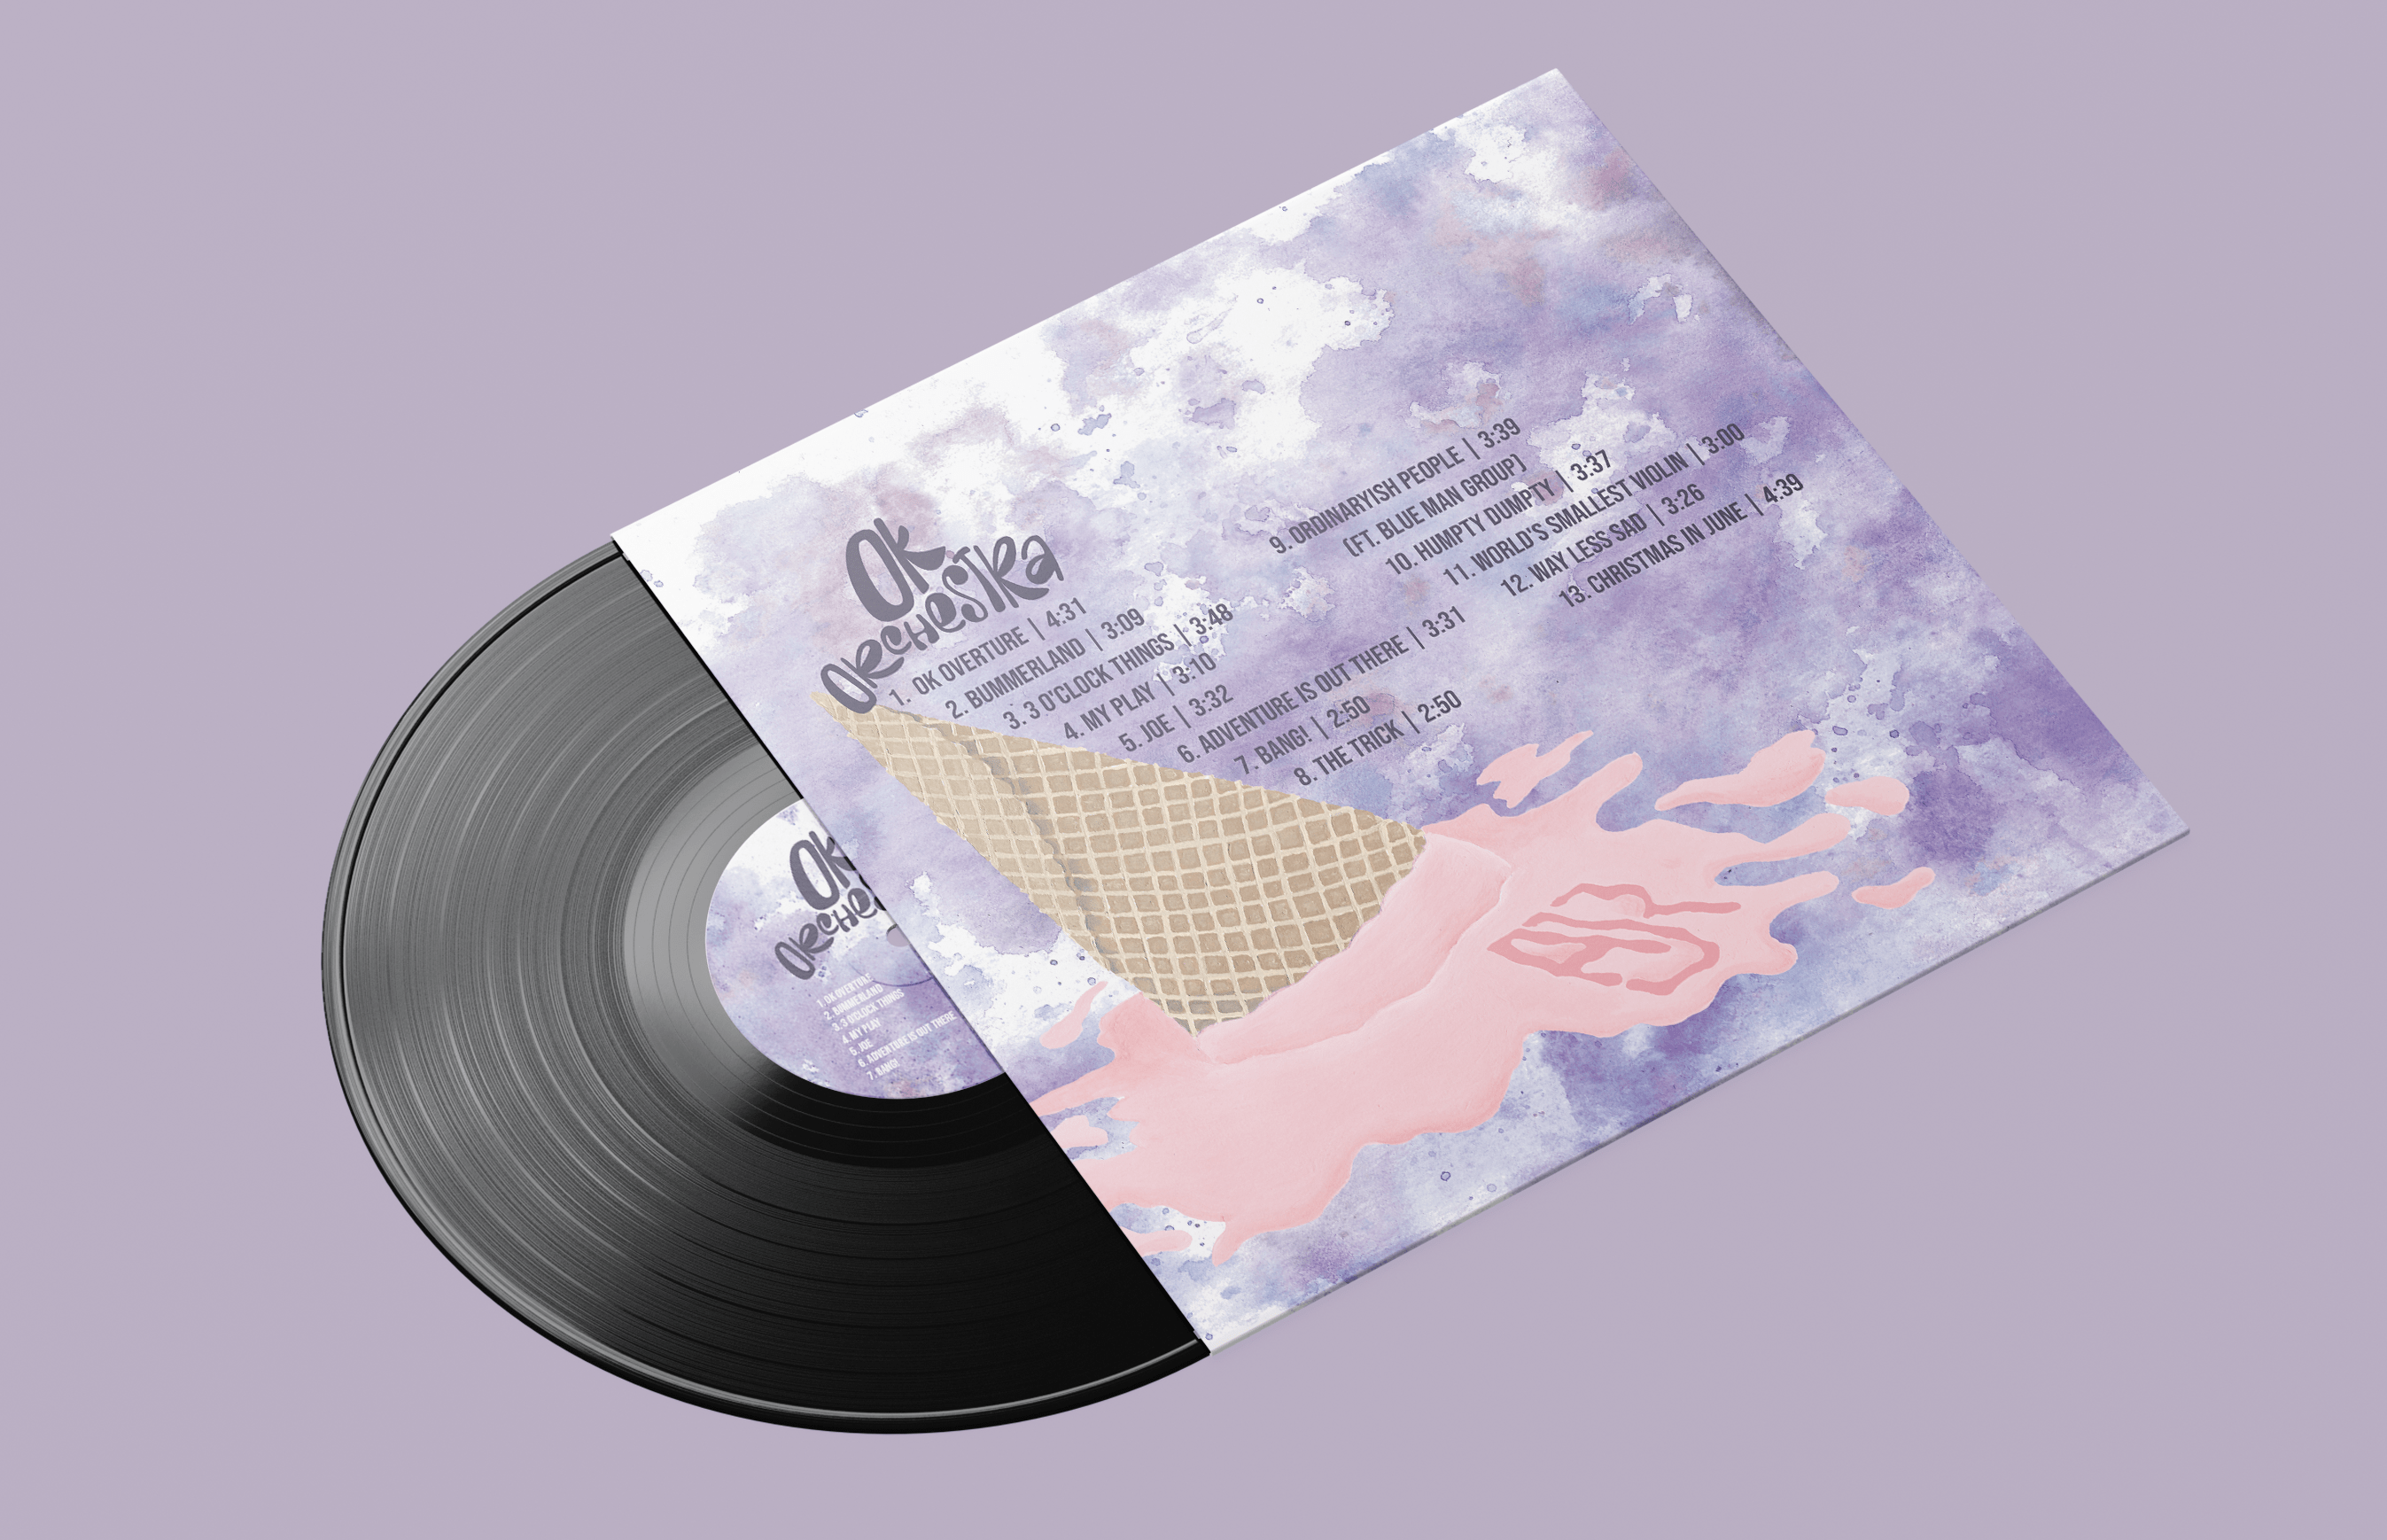 OK
ORCHESTRA
1. OK OVERTURE | 4:31
2. BUMMERLAND | 3:09
3. 3 O'CLOCK THINGS | 3:48
4. MY PLAY | 3:10
5. JOE | 3:32
6. ADVENTURE IS OUT THERE | 3:31
7. BANG! | 2:50
8. THE TRICK | 2:50
9. ORDINARYISH PEOPLE | 3:39
(FT. BLUE MAN GROUP)
10. HUMPTY DUMPTY | 3:37
11. WORLD'S SMALLEST VIOLIN | 3:00
12. WAY LESS SAD | 3:26
13. CHRISTMAS IN JUNE | 4:39
OK
ORCHES
1. OK OVERTURE
2. BUMMERLAND
3. 3 O'CLOCK THINGS
4. MY PLAY
5. JOE
6. ADVENTURE IS OUT THERE
7. BANG!